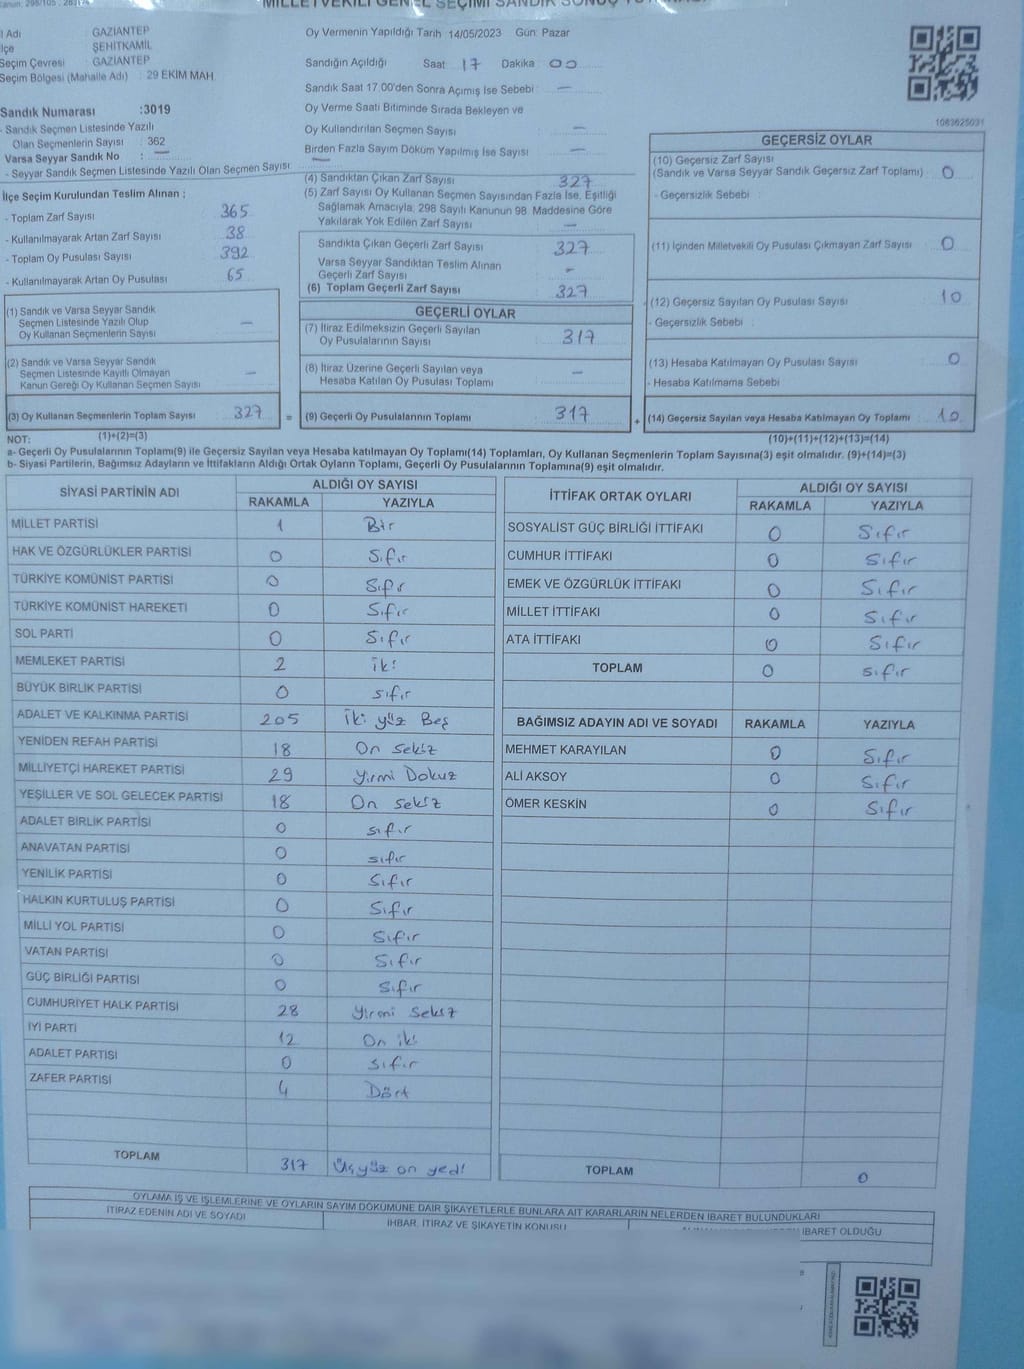 MİLLETVEKİLİ GENEL SEÇİMİ SANDIK SONUÇ
İl Adı : GAZİANTEP
İlçe : ŞEHİTKAMİL
Seçim Çevresi : GAZİANTEP
Seçim Bölgesi (Mahalle Adı) : 29 EKİM MAH
Sandık Numarası :3019
- Sandık Seçmen Listesinde Yazılı
Olan Seçmenlerin Sayısı : 362
Varsa Seyyar Sandık No : —
- Seyyar Sandık Seçmen Listesinde Yazılı Olan Seçmen Sayısı : —
Oy Vermenin Yapıldığı Tarih 14/05/2023 Gün: Pazar
Sandığın Açıldığı Saat 17 Dakika 00
Sandık Saat 17.00'den Sonra Açımış İse Sebebi : —
Oy Verme Saati Bitiminde Sırada Bekleyen ve
Oy Kullandırılan Seçmen Sayısı : —
Birden Fazla Sayım Döküm Yapılmış İse Sayısı : —
1083625031
İlçe Seçim Kurulundan Teslim Alınan ;
- Toplam Zarf Sayısı : 365
- Kullanılmayarak Artan Zarf Sayısı : 38
- Toplam Oy Pusulası Sayısı : 392
- Kullanılmayarak Artan Oy Pusulası : 65
(1) Sandık ve Varsa Seyyar Sandık
Seçmen Listesinde Yazılı Olup
Oy Kullanan Seçmenlerin Sayısı : —
(2) Sandık ve Varsa Seyyar Sandık
Seçmen Listesinde Kayıtlı Olmayan
Kanun Gereği Oy Kullanan Seçmen Sayısı : —
(3) Oy Kullanan Seçmenlerin Toplam Sayısı : 327 =
(1)+(2)=(3)
(4) Sandıktan Çıkan Zarf Sayısı : 327
(5) Zarf Sayısı Oy Kullanan Seçmen Sayısından Fazla İse, Eşitliği
Sağlamak Amacıyla; 298 Sayılı Kanunun 98. Maddesine Göre
Yakılarak Yok Edilen Zarf Sayısı : —
Sandıkta Çıkan Geçerli Zarf Sayısı : 327
Varsa Seyyar Sandıktan Teslim Alınan
Geçerli Zarf Sayısı : —
(6) Toplam Geçerli Zarf Sayısı : 327
GEÇERLİ OYLAR
(7) İtiraz Edilmeksizin Geçerli Sayılan
Oy Pusulalarının Sayısı : 317
(8) İtiraz Üzerine Geçerli Sayılan veya
Hesaba Katılan Oy Pusulası Toplamı : —
(9) Geçerli Oy Pusulalarının Toplamı : 317 +
GEÇERSİZ OYLAR
(10) Geçersiz Zarf Sayısı
(Sandık ve Varsa Seyyar Sandık Geçersiz Zarf Toplamı) : 0
- Geçersizlik Sebebi :
(11) İçinden Milletvekili Oy Pusulası Çıkmayan Zarf Sayısı : 0
(12) Geçersiz Sayılan Oy Pusulası Sayısı : 10
- Geçersizlik Sebebi :
(13) Hesaba Katılmayan Oy Pusulası Sayısı : 0
- Hesaba Katılmama Sebebi :
(14) Geçersiz Sayılan veya Hesaba Katılmayan Oy Toplamı : 10
(10)+(11)+(12)+(13)=(14)
NOT:
a- Geçerli Oy Pusulalarının Toplamı(9) ile Geçersiz Sayılan veya Hesaba katılmayan Oy Toplamı(14) Toplamları, Oy Kullanan Seçmenlerin Toplam Sayısına(3) eşit olmalıdır. (9)+(14)=(3)
b- Siyasi Partilerin, Bağımsız Adayların ve İttifakların Aldığı Ortak Oyların Toplamı, Geçerli Oy Pusulalarının Toplamına(9) eşit olmalıdır.
SİYASİ PARTİNİN ADI ALDIĞI OY SAYISI
RAKAMLA YAZIYLA
MİLLET PARTİSİ 1 Bir
HAK VE ÖZGÜRLÜKLER PARTİSİ 0 Sıfır
TÜRKİYE KOMÜNİST PARTİSİ 0 Sıfır
TÜRKİYE KOMÜNİST HAREKETİ 0 Sıfır
SOL PARTİ 0 Sıfır
MEMLEKET PARTİSİ 2 iki
BÜYÜK BİRLİK PARTİSİ 0 sıfır
ADALET VE KALKINMA PARTİSİ 205 İki yüz Beş
YENİDEN REFAH PARTİSİ 18 On Sekiz
MİLLİYETÇİ HAREKET PARTİSİ 29 Yirmi Dokuz
YEŞİLLER VE SOL GELECEK PARTİSİ 18 On sekiz
ADALET BİRLİK PARTİSİ 0 sıfır
ANAVATAN PARTİSİ 0 sıfır
YENİLİK PARTİSİ 0 Sıfır
HALKIN KURTULUŞ PARTİSİ 0 Sıfır
MİLLİ YOL PARTİSİ 0 Sıfır
VATAN PARTİSİ 0 Sıfır
GÜÇ BİRLİĞİ PARTİSİ 0 Sıfır
CUMHURİYET HALK PARTİSİ 28 Yirmi sekiz
İYİ PARTİ 12 On iki
ADALET PARTİSİ 0 Sıfır
ZAFER PARTİSİ 4 Dört
TOPLAM 317 Üçyüz on yedi
İTTİFAK ORTAK OYLARI ALDIĞI OY SAYISI
RAKAMLA YAZIYLA
SOSYALİST GÜÇ BİRLİĞİ İTTİFAKI 0 Sıfır
CUMHUR İTTİFAKI 0 Sıfır
EMEK VE ÖZGÜRLÜK İTTİFAKI 0 Sıfır
MİLLET İTTİFAKI 0 Sıfır
ATA İTTİFAKI 0 Sıfır
TOPLAM 0 sıfır
BAĞIMSIZ ADAYIN ADI VE SOYADI RAKAMLA YAZIYLA
MEHMET KARAYILAN 0 Sıfır
ALİ AKSOY 0 Sıfır
ÖMER KESKİN 0 Sıfır
TOPLAM 0
OYLAMA İŞ VE İŞLEMLERİNE VE OYLARIN SAYIM DÖKÜMÜNE DAİR ŞİKAYETLERLE BUNLARA AİT KARARLARIN NELERDEN İBARET BULUNDUKLARI
İTİRAZ EDENİN ADI VE SOYADI
İHBAR, İTİRAZ VE ŞİKAYETİN KONUSU
İBARET OLDUĞU